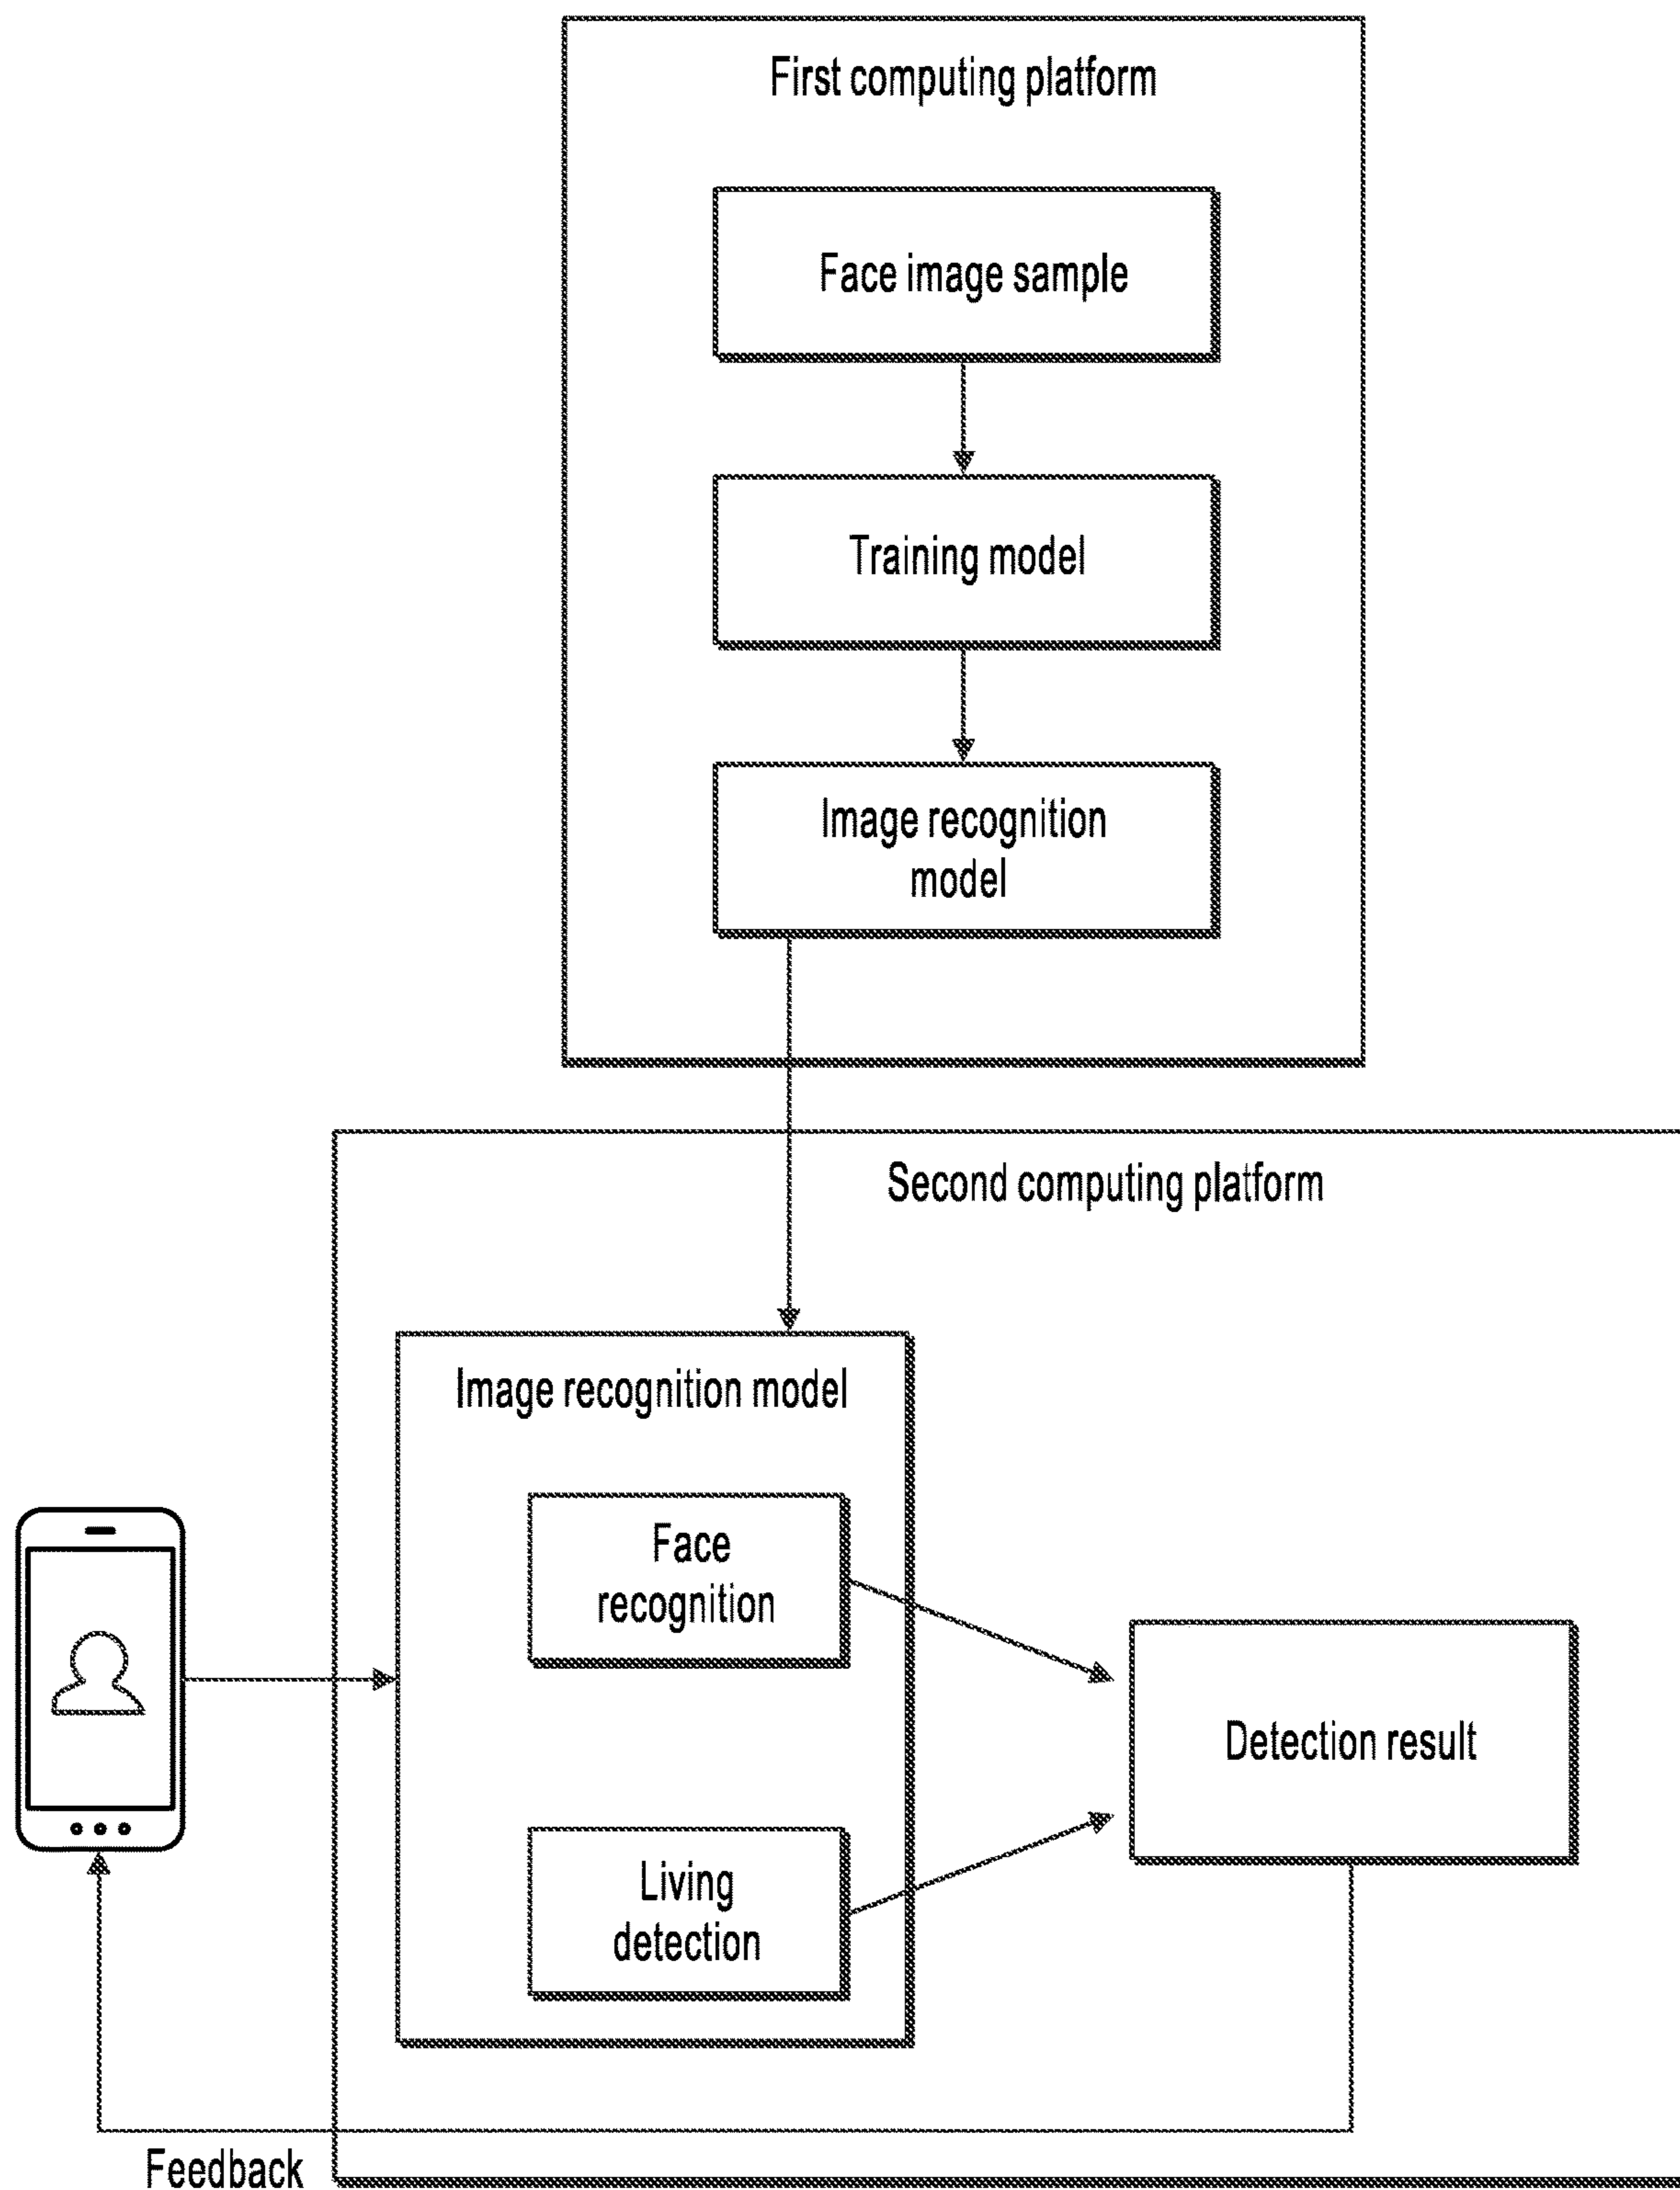 First computing platform
Face image sample
Training model
Image recognition
model
Second computing platform
Image recognition model
Face
recognition
Detection result
Living
detection
Feedback